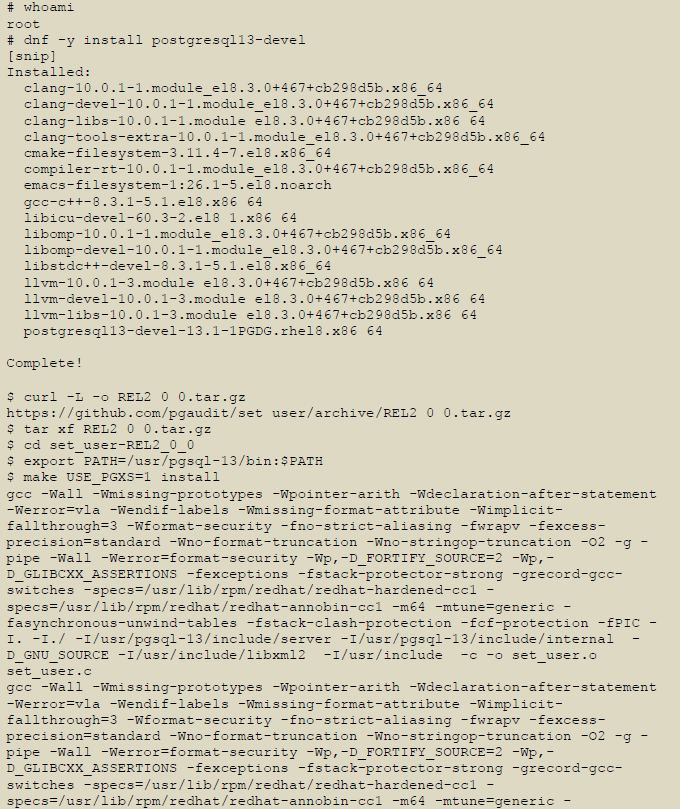 # whoami
root
# dnf -y install postgresql13-devel
[snip]
Installed:
clang-10.0.1-1.module_el8.3.0+467+cb298d5b.x86_64
clang-devel-10.0.1-1.module_el8.3.0+467+cb298d5b.x86_64
clang-libs-10.0.1-1.module el8.3.0+467+cb298d5b.x86 64
clang-tools-extra-10.0.1-1.module_el8.3.0+467+cb298d5b.x86_64
cmake-filesystem-3.11.4-7.el8.x86_64
compiler-rt-10.0.1-1.module_el8.3.0+467+cb298d5b.x86_64
emacs-filesystem-1:26.1-5.el8.noarch
gcc-c++-8.3.1-5.1.el8.x86 64
libicu-devel-60.3-2.el8 1.x86 64
libomp-10.0.1-1.module_el8.3.0+467+cb298d5b.x86_64
libomp-devel-10.0.1-1.module_el8.3.0+467+cb298d5b.x86_64
libstdc++-devel-8.3.1-5.1.el8.x86_64
llvm-10.0.1-3.module el8.3.0+467+cb298d5b.x86 64
llvm-devel-10.0.1-3.module el8.3.0+467+cb298d5b.x86 64
llvm-libs-10.0.1-3.module el8.3.0+467+cb298d5b.x86 64
postgresql13-devel-13.1-1PGDG.rhel8.x86 64
Complete!
$ curl -L -o REL2 0 0.tar.gz
https://github.com/pgaudit/set user/archive/REL2 0 0.tar.gz
$ tar xf REL2 0 0.tar.gz
$ cd set_user-REL2_0_0
$ export PATH=/usr/pgsql-13/bin:$PATH
$ make USE_PGXS=1 install
gcc -Wall -Wmissing-prototypes -Wpointer-arith -Wdeclaration-after-statement
-Werror=vla -Wendif-labels -Wmissing-format-attribute -Wimplicit-
fallthrough=3 -Wformat-security -fno-strict-aliasing -fwrapv -fexcess-
precision=standard -Wno-format-truncation -Wno-stringop-truncation -O2 -g -
pipe -Wall -Werror=format-security -Wp,-D_FORTIFY_SOURCE=2 -Wp,-
D_GLIBCXX_ASSERTIONS -fexceptions -fstack-protector-strong -grecord-gcc-
switches -specs=/usr/lib/rpm/redhat/redhat-hardened-cc1 -
specs=/usr/lib/rpm/redhat/redhat-annobin-cc1 -m64 -mtune=generic -
fasynchronous-unwind-tables -fstack-clash-protection -fcf-protection -fPIC -
I. -I./ -I/usr/pgsql-13/include/server -I/usr/pgsql-13/include/internal  -
D_GNU_SOURCE -I/usr/include/libxml2  -I/usr/include  -c -o set_user.o
set_user.c
gcc -Wall -Wmissing-prototypes -Wpointer-arith -Wdeclaration-after-statement
-Werror=vla -Wendif-labels -Wmissing-format-attribute -Wimplicit-
fallthrough=3 -Wformat-security -fno-strict-aliasing -fwrapv -fexcess-
precision=standard -Wno-format-truncation -Wno-stringop-truncation -O2 -g -
pipe -Wall -Werror=format-security -Wp,-D_FORTIFY_SOURCE=2 -Wp,-
D_GLIBCXX_ASSERTIONS -fexceptions -fstack-protector-strong -grecord-gcc-
switches -specs=/usr/lib/rpm/redhat/redhat-hardened-cc1 -
specs=/usr/lib/rpm/redhat/redhat-annobin-cc1 -m64 -mtune=generic -